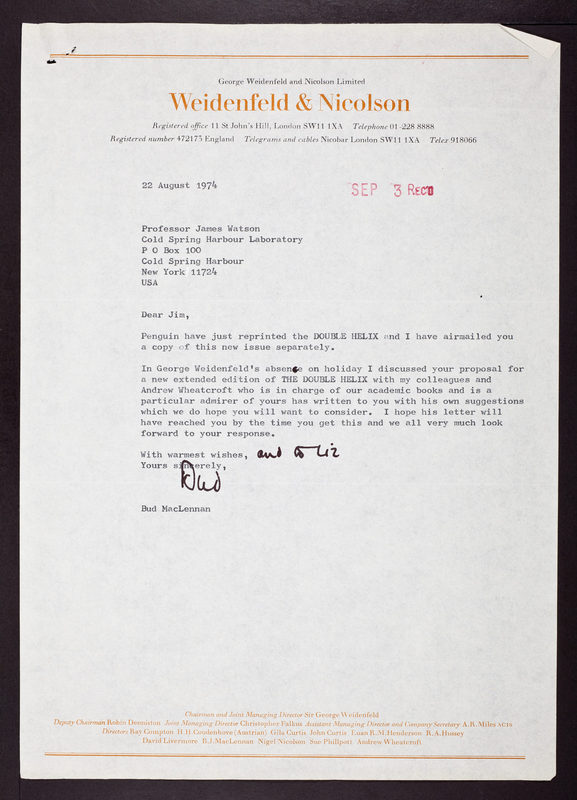 George Weidenfeld and Nicolson Limited
Weidenfeld & Nicolson
Registered office 11 St John's Hill, London SW11 1XA Telephone 01-228 8888
Registered number 472175 England Telegrams and cables Nicobar London SW11 1XA Telex 918066
22 August 1974
SEP 3 REC'D
Professor James Watson
Cold Spring Harbour Laboratory
P O Box 100
Cold Spring Harbour
New York 11724
USA
Dear Jim,
Penguin have just reprinted the DOUBLE HELIX and I have airmailed you
a copy of this new issue separately.
In George Weidenfeld's absence on holiday I discussed your proposal for
a new extended edition of THE DOUBLE HELIX with my colleagues and
Andrew Wheatcroft who is in charge of our academic books and is a
particular admirer of yours has written to you with his own suggestions
which we do hope you will want to consider. I hope his letter will
have reached you by the time you get this and we all very much look
forward to your response.
With warmest wishes, and to Liz
Yours sincerely,
Bud
Bud MacLennan
Chairman and Joint Managing Director Sir George Weidenfeld
Deputy Chairman Robin Denniston Joint Managing Director Christopher Falkus Assistant Managing Director and Company Secretary A.R.Miles ACIS
Directors Ray Compton H.H.Coudenhove (Austrian) Gila Curtis John Curtis Euan R.M.Henderson R.A.Hussey
David Livermore B.J.MacLennan Nigel Nicolson Sue Phillpott Andrew Wheatcroft